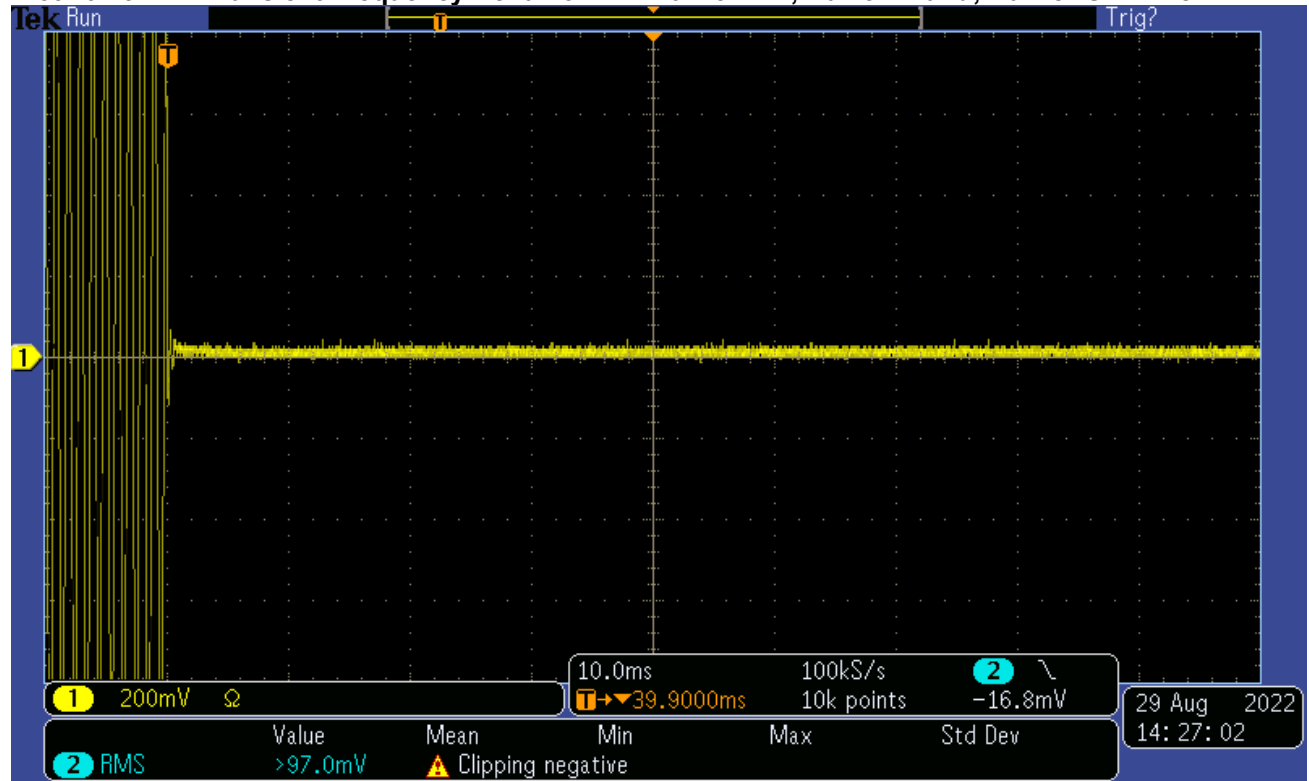 Tek Run Trig?
T
T
1
10.0ms 100kS/s 2 \
T→▼39.9000ms 10k points −16.8mV
1 200mV Ω
29 Aug 2022
14:27:02
Value Mean Min Max Std Dev
2 RMS >97.0mV Clipping negative